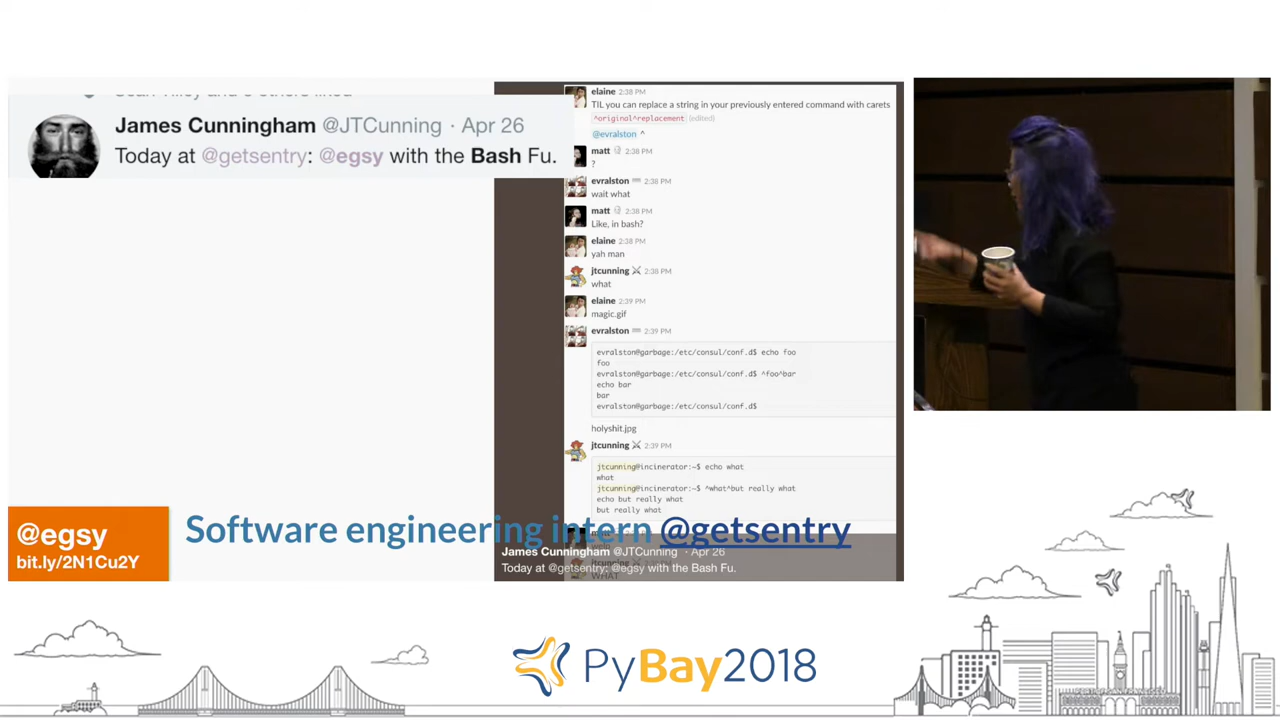 James Cunningham @JTCunning · Apr 26
Today at @getsentry: @egsy with the Bash Fu.
elaine 2:38 PM
TIL you can replace a string in your previously entered command with carets
^original^replacement (edited)
@evralston ^
matt 2:38 PM
?
evralston 2:38 PM
wait what
matt 2:38 PM
Like, in bash?
elaine 2:38 PM
yah man
jtcunning 2:38 PM
what
elaine 2:39 PM
magic.gif
evralston 2:39 PM
evralston@garbage:/etc/consul/conf.d$ echo foo
foo
evralston@garbage:/etc/consul/conf.d$ ^foo^bar
echo bar
bar
evralston@garbage:/etc/consul/conf.d$
holyshit.jpg
jtcunning 2:39 PM
jtcunning@incinerator:~$ echo what
what
jtcunning@incinerator:~$ ^what^but really what
echo but really what
but really what
James Cunningham @JTCunning · Apr 26
Today at @getsentry: @egsy with the Bash Fu.
WHAT
Software engineering intern @getsentry
@egsy
bit.ly/2N1Cu2Y
PyBay2018